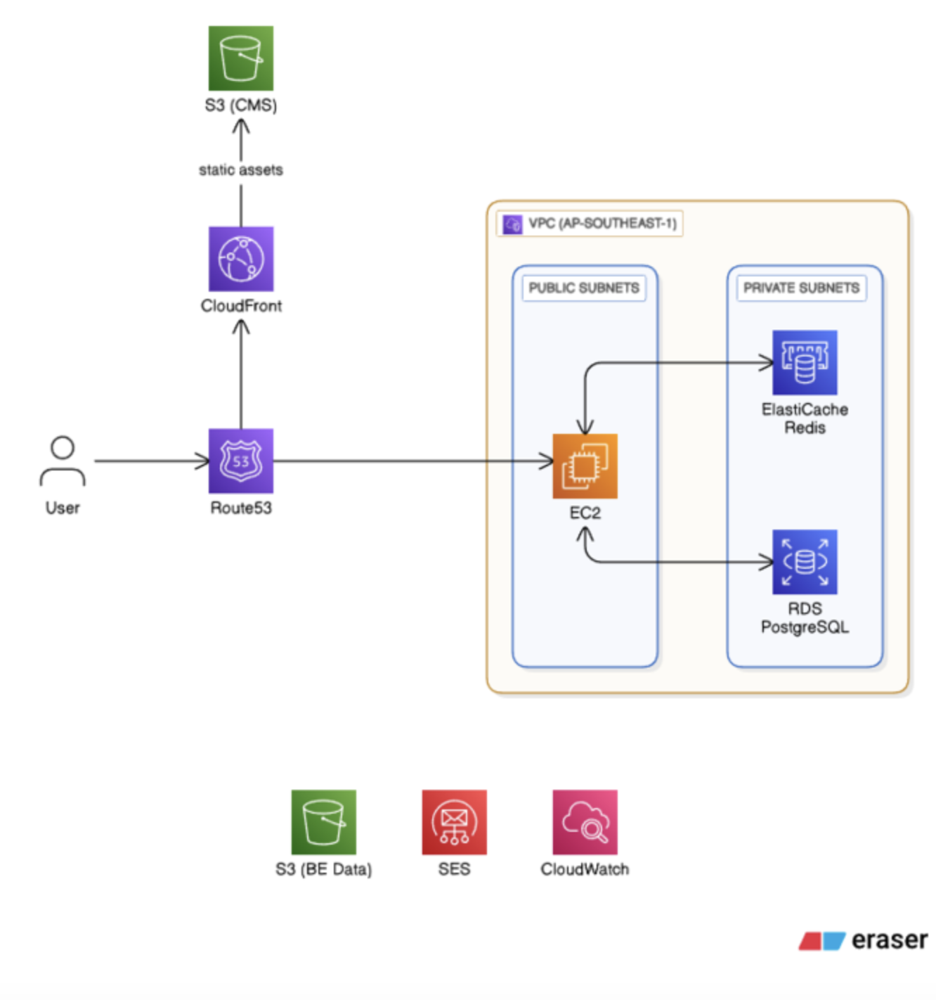 S3 (CMS)
static assets
CloudFront
User
53
Route53
VPC (AP-SOUTHEAST-1)
PUBLIC SUBNETS
PRIVATE SUBNETS
ElastiCache
Redis
EC2
RDS
PostgreSQL
S3 (BE Data)
SES
CloudWatch
eraser